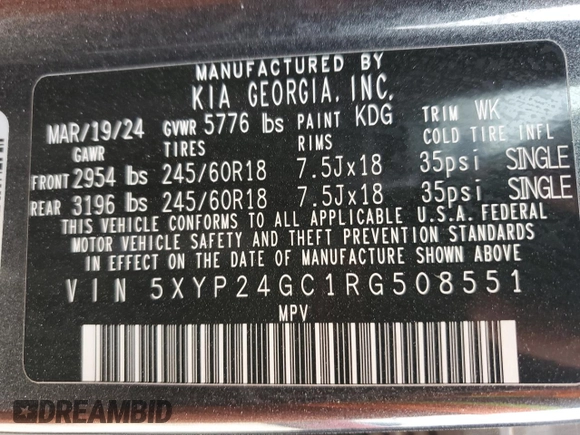 MANUFACTURED BY
KIA GEORGIA, INC.
MAR/19/24 GVWR 5776 lbs PAINT KDG TRIM WK
GAWR TIRES RIMS COLD TIRE INFL
FRONT 2954 lbs 245/60R18 7.5Jx18 35psi SINGLE
REAR 3196 lbs 245/60R18 7.5Jx18 35psi SINGLE
THIS VEHICLE CONFORMS TO ALL APPLICABLE U.S.A. FEDERAL
MOTOR VEHICLE SAFETY AND THEFT PREVENTION STANDARDS
IN EFFECT ON THE DATE OF MANUFACTURE SHOWN ABOVE
VIN 5XYP24GC1RG508551
MPV
DREAMBID